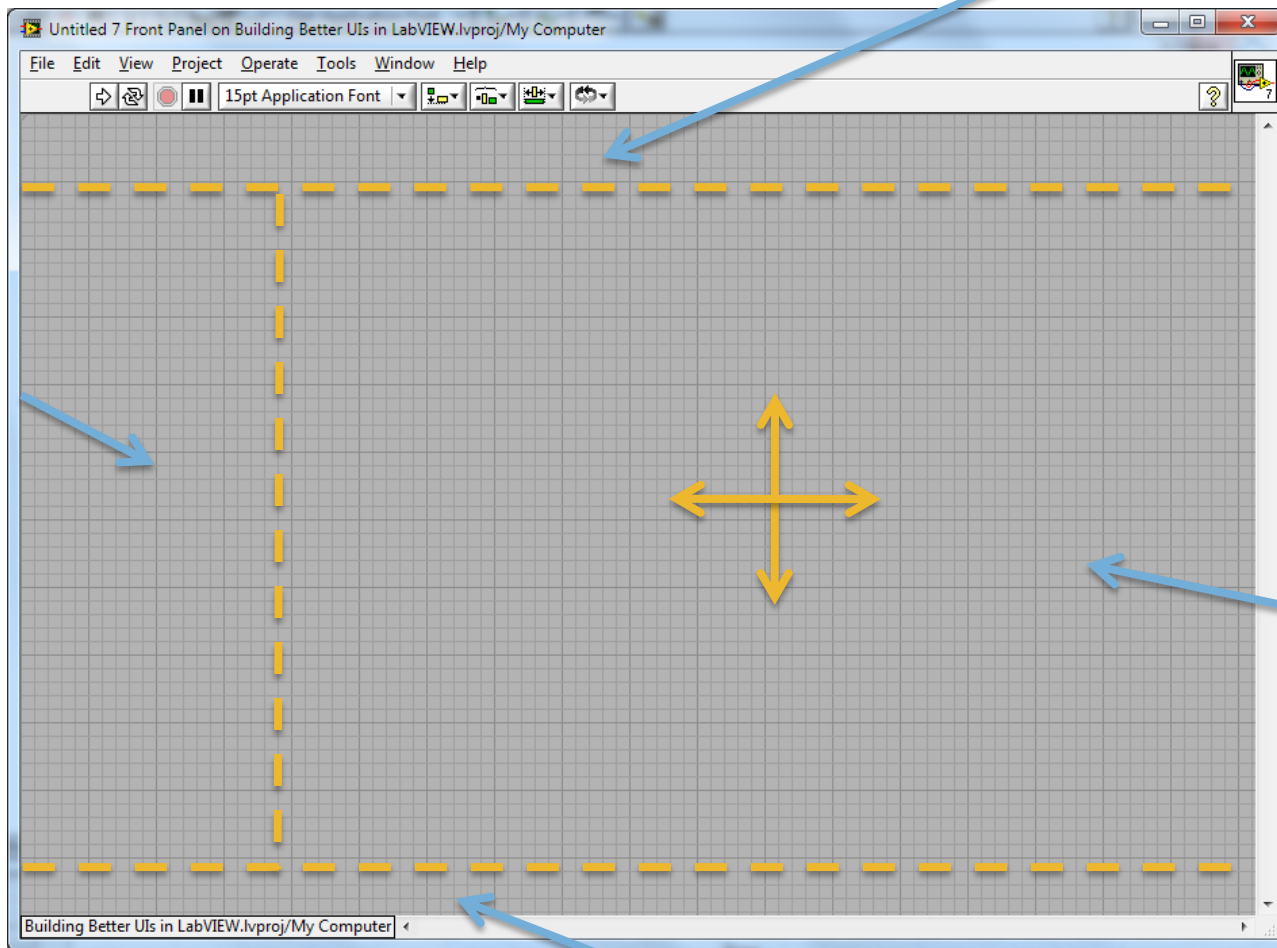 Untitled 7 Front Panel on Building Better UIs in LabVIEW.lvproj/My Computer
File Edit View Project Operate Tools Window Help
15pt Application Font
?
7
Building Better UIs in LabVIEW.lvproj/My Computer